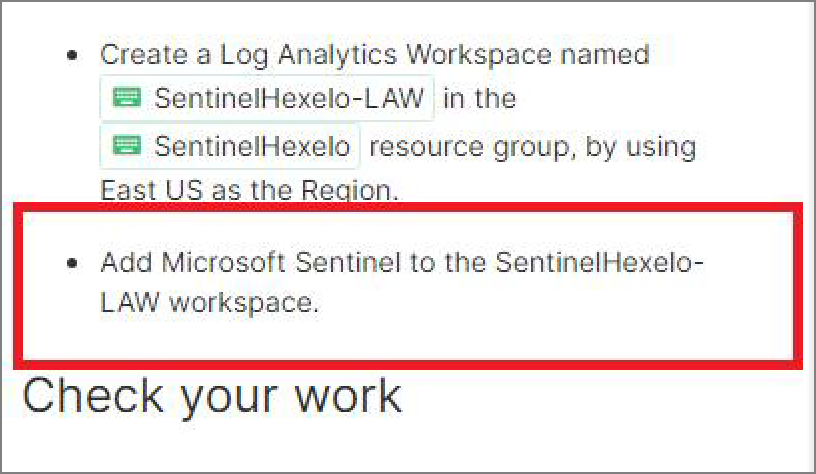 Create a Log Analytics Workspace named
SentinelHexelo-LAW in the
SentinelHexelo resource group, by using
East US as the Region.
Add Microsoft Sentinel to the SentinelHexelo-
LAW workspace.
Check your work